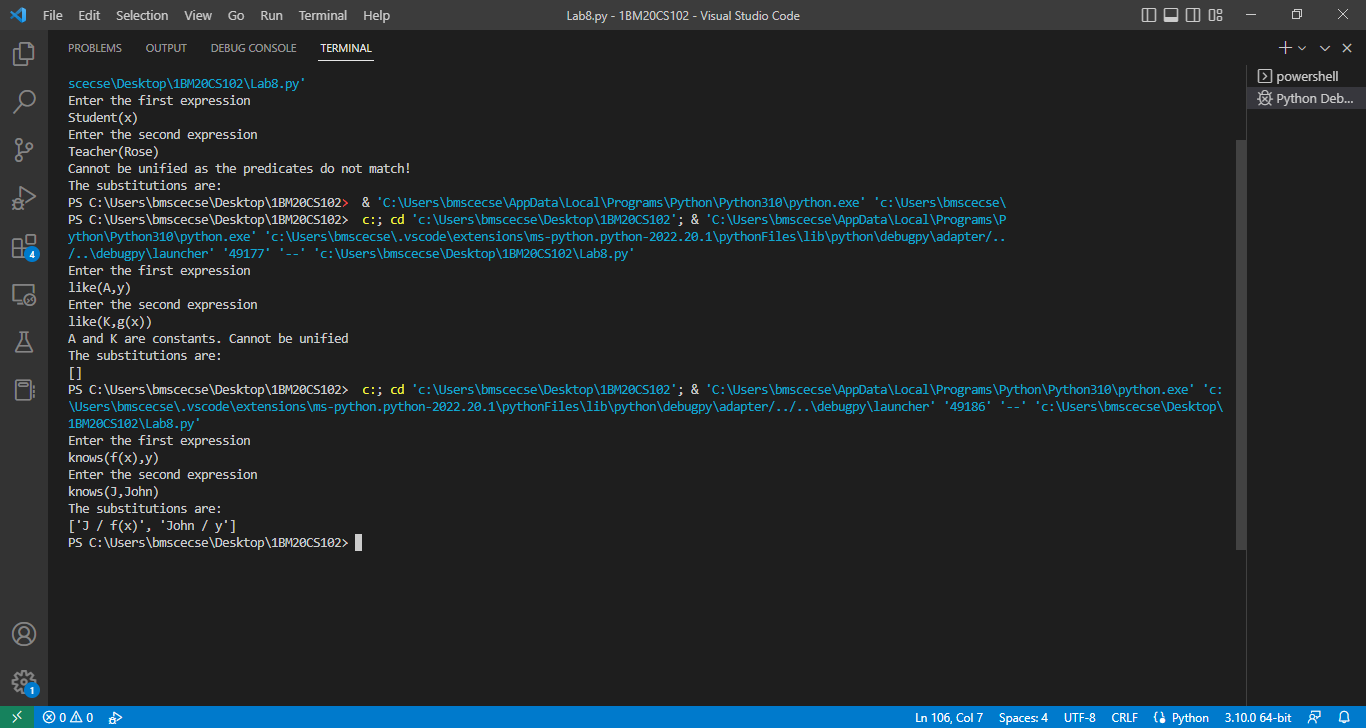 File Edit Selection View Go Run Terminal Help Lab8.py - 1BM20CS102 - Visual Studio Code
PROBLEMS OUTPUT DEBUG CONSOLE TERMINAL
powershell
Python Deb...
scecse\Desktop\1BM20CS102\Lab8.py'
Enter the first expression
Student(x)
Enter the second expression
Teacher(Rose)
Cannot be unified as the predicates do not match!
The substitutions are:
PS C:\Users\bmscecse\Desktop\1BM20CS102> & 'C:\Users\bmscecse\AppData\Local\Programs\Python\Python310\python.exe' 'c:\Users\bmscecse\
PS C:\Users\bmscecse\Desktop\1BM20CS102> c:; cd 'c:\Users\bmscecse\Desktop\1BM20CS102'; & 'C:\Users\bmscecse\AppData\Local\Programs\P
ython\Python310\python.exe' 'c:\Users\bmscecse\.vscode\extensions\ms-python.python-2022.20.1\pythonFiles\lib\python\debugpy\adapter/..
/..\debugpy\launcher' '49177' '--' 'c:\Users\bmscecse\Desktop\1BM20CS102\Lab8.py'
Enter the first expression
like(A,y)
Enter the second expression
like(K,g(x))
A and K are constants. Cannot be unified
The substitutions are:
[]
PS C:\Users\bmscecse\Desktop\1BM20CS102> c:; cd 'c:\Users\bmscecse\Desktop\1BM20CS102'; & 'C:\Users\bmscecse\AppData\Local\Programs\Python\Python310\python.exe' 'c:
\Users\bmscecse\.vscode\extensions\ms-python.python-2022.20.1\pythonFiles\lib\python\debugpy\adapter/../..\debugpy\launcher' '49186' '--' 'c:\Users\bmscecse\Desktop\
1BM20CS102\Lab8.py'
Enter the first expression
knows(f(x),y)
Enter the second expression
knows(J,John)
The substitutions are:
['J / f(x)', 'John / y']
PS C:\Users\bmscecse\Desktop\1BM20CS102>
4
1
0 0 Ln 106, Col 7 Spaces: 4 UTF-8 CRLF Python 3.10.0 64-bit